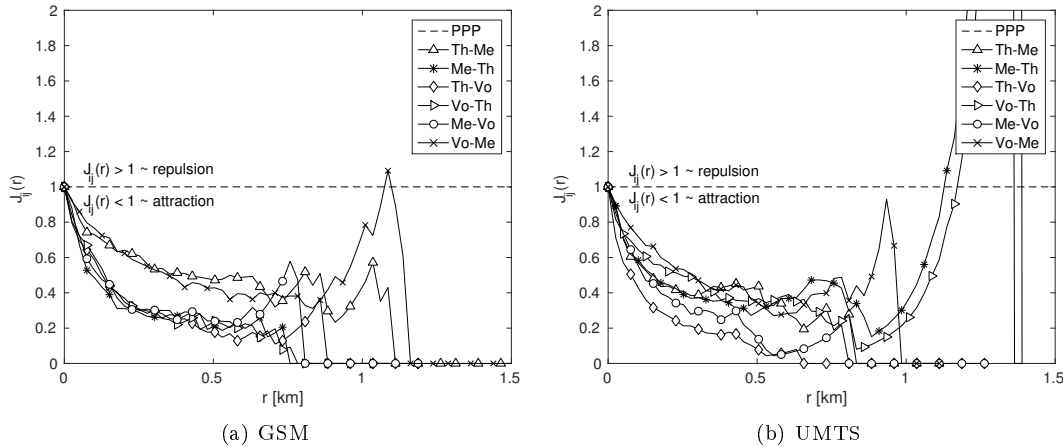 2
1.8
1.6
1.4
1.2
1
0.8
0.6
0.4
0.2
0
J_ij(r)
J_ij(r) > 1 ~ repulsion
J_ij(r) < 1 ~ attraction
PPP
Th-Me
Me-Th
Th-Vo
Vo-Th
Me-Vo
Vo-Me
0 0.5 1 1.5
r [km]
(a) GSM
2
1.8
1.6
1.4
1.2
1
0.8
0.6
0.4
0.2
0
J_ij(r)
J_ij(r) > 1 ~ repulsion
J_ij(r) < 1 ~ attraction
PPP
Th-Me
Me-Th
Th-Vo
Vo-Th
Me-Vo
Vo-Me
0 0.5 1 1.5
r [km]
(b) UMTS